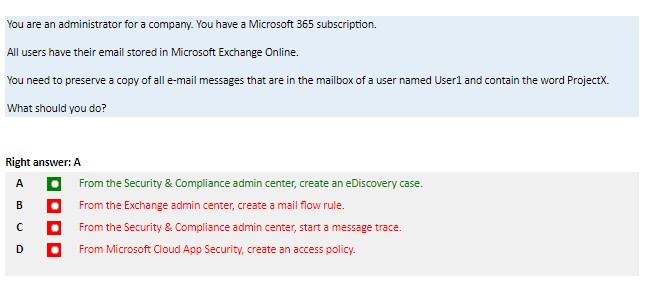 You are an administrator for a company. You have a Microsoft 365 subscription.
All users have their email stored in Microsoft Exchange Online.
You need to preserve a copy of all e-mail messages that are in the mailbox of a user named User1 and contain the word ProjectX.
What should you do?
Right answer: A
A From the Security & Compliance admin center, create an eDiscovery case.
B From the Exchange admin center, create a mail flow rule.
C From the Security & Compliance admin center, start a message trace.
D From Microsoft Cloud App Security, create an access policy.